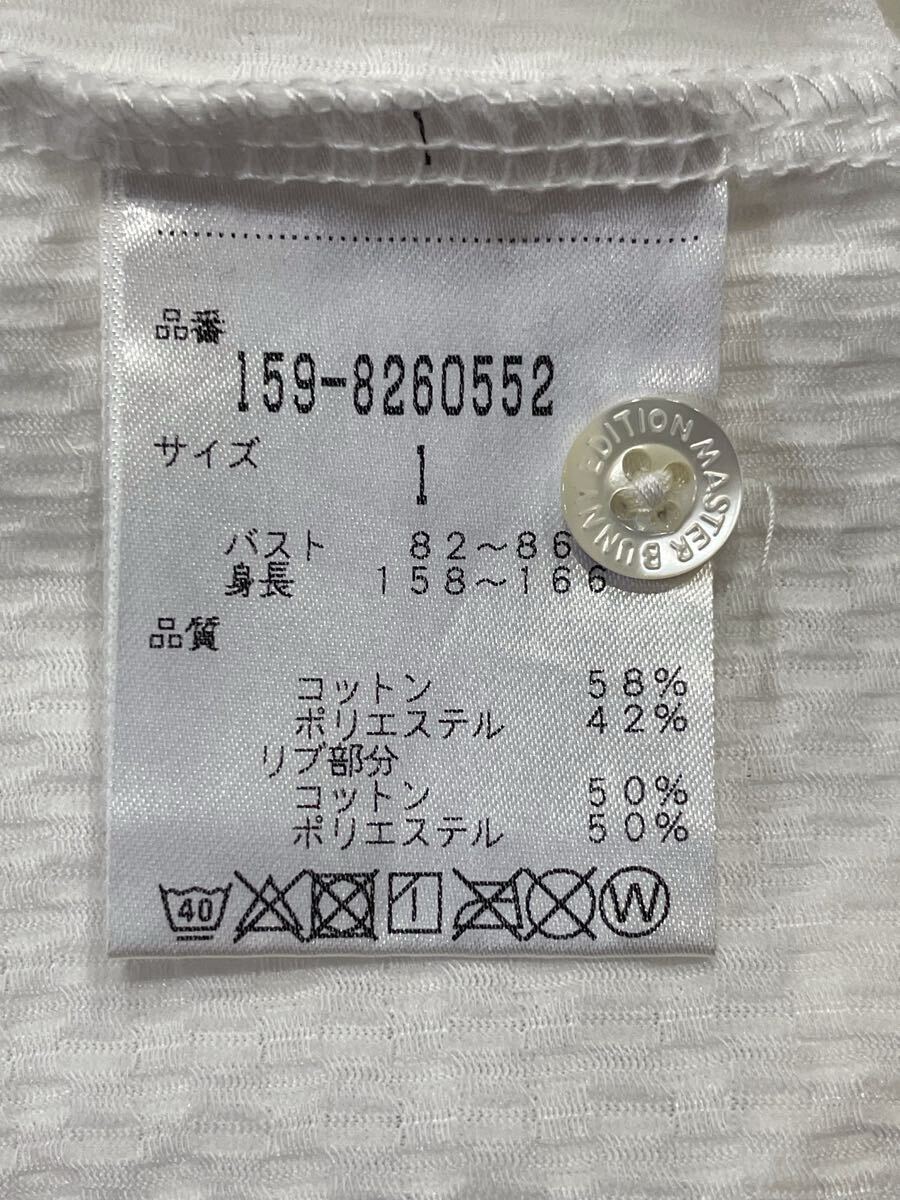 品番
159-8260552
サイズ
1
バスト 82～86
身長 158～166
品質
コットン 58%
ポリエステル 42%
リブ部分
コットン 50%
ポリエステル 50%
40
W
EDITION MASTER BUNNY